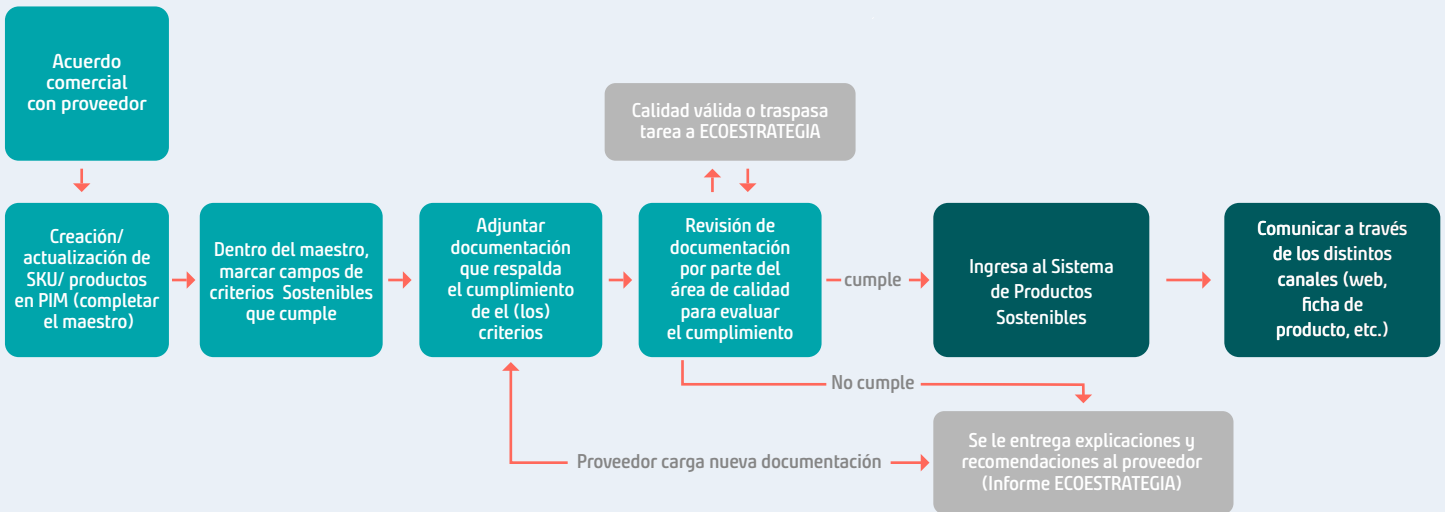 Acuerdo
comercial
con proveedor
Calidad válida o traspasa
tarea a ECOESTRATEGIA
Creación/
actualización de
SKU/ productos
en PIM (completar
el maestro)
Dentro del maestro,
marcar campos de
criterios Sostenibles
que cumple
Adjuntar
documentación
que respalda
el cumplimiento
de el (los)
criterios
Revisión de
documentación
por parte del
área de calidad
para evaluar
el cumplimiento
cumple
Ingresa al Sistema
de Productos
Sostenibles
Comunicar a través
de los distintos
canales (web,
ficha de
producto, etc.)
No cumple
Proveedor carga nueva documentación
Se le entrega explicaciones y
recomendaciones al proveedor
(Informe ECOESTRATEGIA)